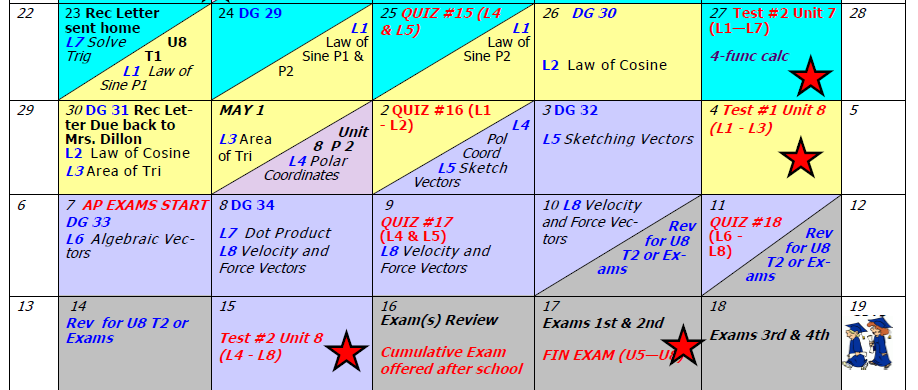 22
23 Rec Letter
sent home
L7 Solve
Trig
U8
T1
L1 Law of
Sine P1
24 DG 29
L1
Law of
Sine P1 &
P2
25 QUIZ #15 (L4
& L5)
L1
Law of
Sine P2
26 DG 30
L2 Law of Cosine
27 Test #2 Unit 7
(L1—L7)
4-func calc
28
29
30 DG 31 Rec Let-
ter Due back to
Mrs. Dillon
L2 Law of Cosine
L3 Area of Tri
MAY 1
L3 Area
of Tri
Unit
8 P 2
L4 Polar
Coordinates
2 QUIZ #16 (L1
- L2)
L4
Pol
Coord
L5 Sketch
Vectors
3 DG 32
L5 Sketching Vectors
4 Test #1 Unit 8
(L1 - L3)
5
6
7 AP EXAMS START
DG 33
L6 Algebraic Vec-
tors
8 DG 34
L7 Dot Product
L8 Velocity and
Force Vectors
9
QUIZ #17
(L4 & L5)
L8 Velocity and
Force Vectors
10 L8 Velocity
and Force Vec-
tors
Rev
for U8
T2 or Ex-
ams
11
QUIZ #18
(L6 -
L8)
Rev
for U8
T2 or Ex-
ams
12
13
14
Rev for U8 T2 or
Exams
15
Test #2 Unit 8
(L4 - L8)
16
Exam(s) Review
Cumulative Exam
offered after school
17
Exams 1st & 2nd
FIN EXAM (U5—U
18
Exams 3rd & 4th
19